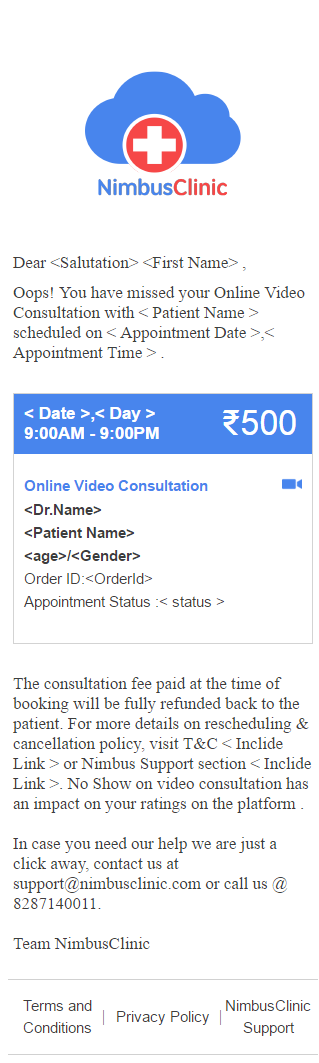 NimbusClinic
Dear <Salutation> <First Name> ,
Oops! You have missed your Online Video
Consultation with < Patient Name >
scheduled on < Appointment Date >,<
Appointment Time > .
< Date >,< Day >
9:00AM - 9:00PM
₹500
Online Video Consultation
<Dr.Name>
<Patient Name>
<age>/<Gender>
Order ID:<OrderId>
Appointment Status :< status >
The consultation fee paid at the time of
booking will be fully refunded back to the
patient. For more details on rescheduling &
cancellation policy, visit T&C < Inclide
Link > or Nimbus Support section < Inclide
Link >. No Show on video consultation has
an impact on your ratings on the platform .
In case you need our help we are just a
click away, contact us at
support@nimbusclinic.com or call us @
8287140011.
Team NimbusClinic
Terms and
Conditions
| Privacy Policy |
NimbusClinic
Support